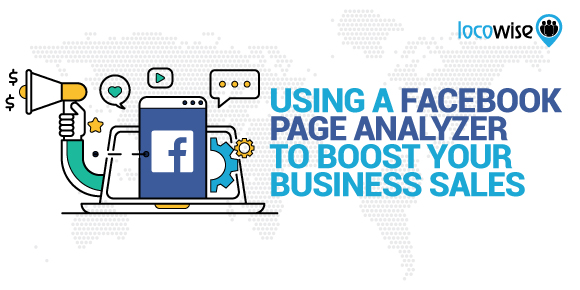 locowise
USING A FACEBOOK
PAGE ANALYZER
TO BOOST YOUR
BUSINESS SALES
$
$
f